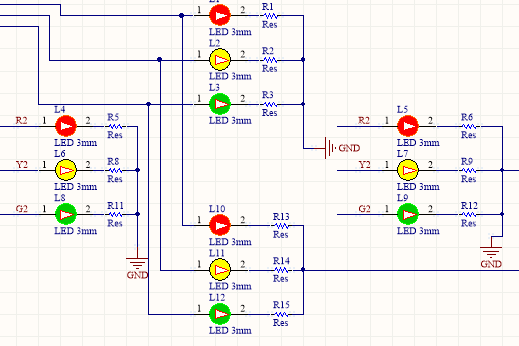 1 2 R1
LED 3mm Res
L2 R2
1 2
LED 3mm Res
L3 R3
1 2
LED 3mm Res
L4 R5
R2 1 2
LED 3mm Res
L5 R6
R2 1 2
LED 3mm Res
GND
L6 R8
Y2 1 2
LED 3mm Res
L7 R9
Y2 1 2
LED 3mm Res
L8 R11
G2 1 2
LED 3mm Res
L9 R12
G2 1 2
LED 3mm Res
L10 R13
1 2
LED 3mm Res
GND
GND
L11 R14
1 2
LED 3mm Res
L12 R15
1 2
LED 3mm Res